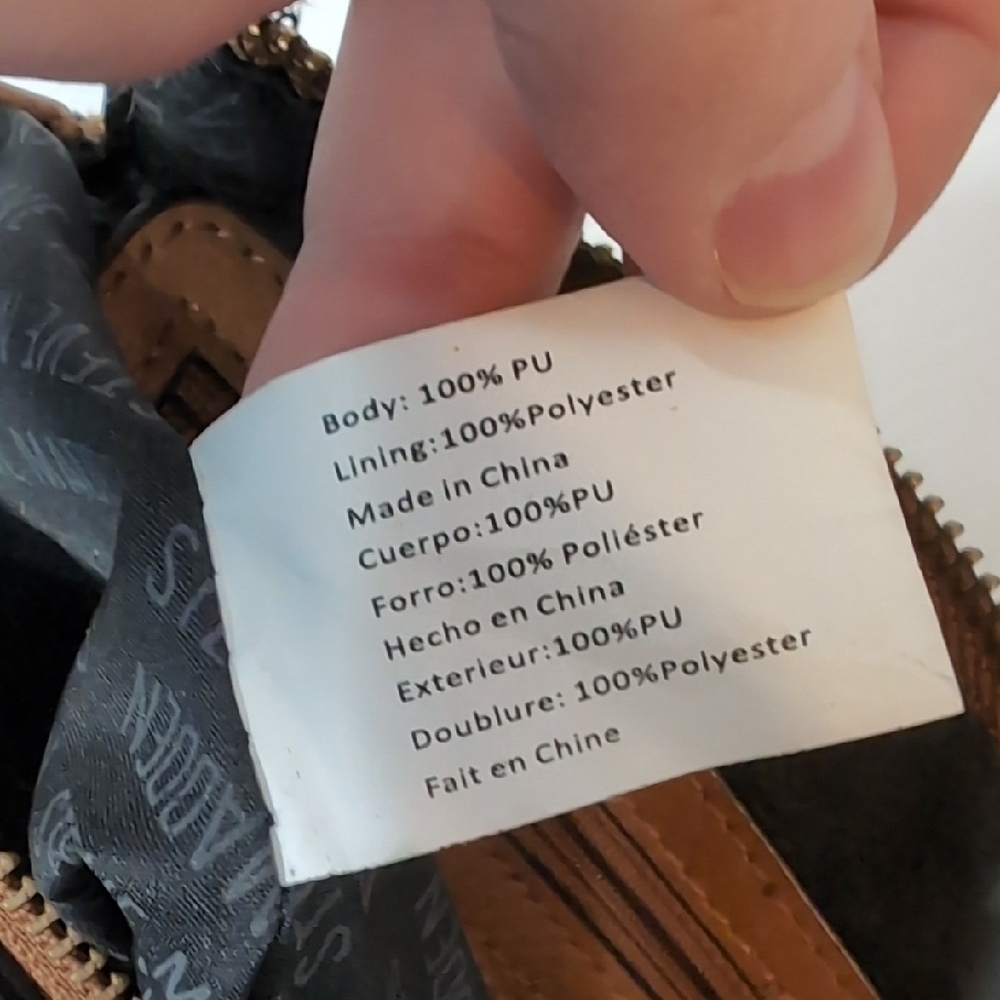 Body: 100% PU
Lining:100%Polyester
Made in China
Cuerpo:100%PU
Forro:100% Poliéster
Hecho en China
Exterieur:100%PU
Doublure: 100%Polyester
Fait en Chine